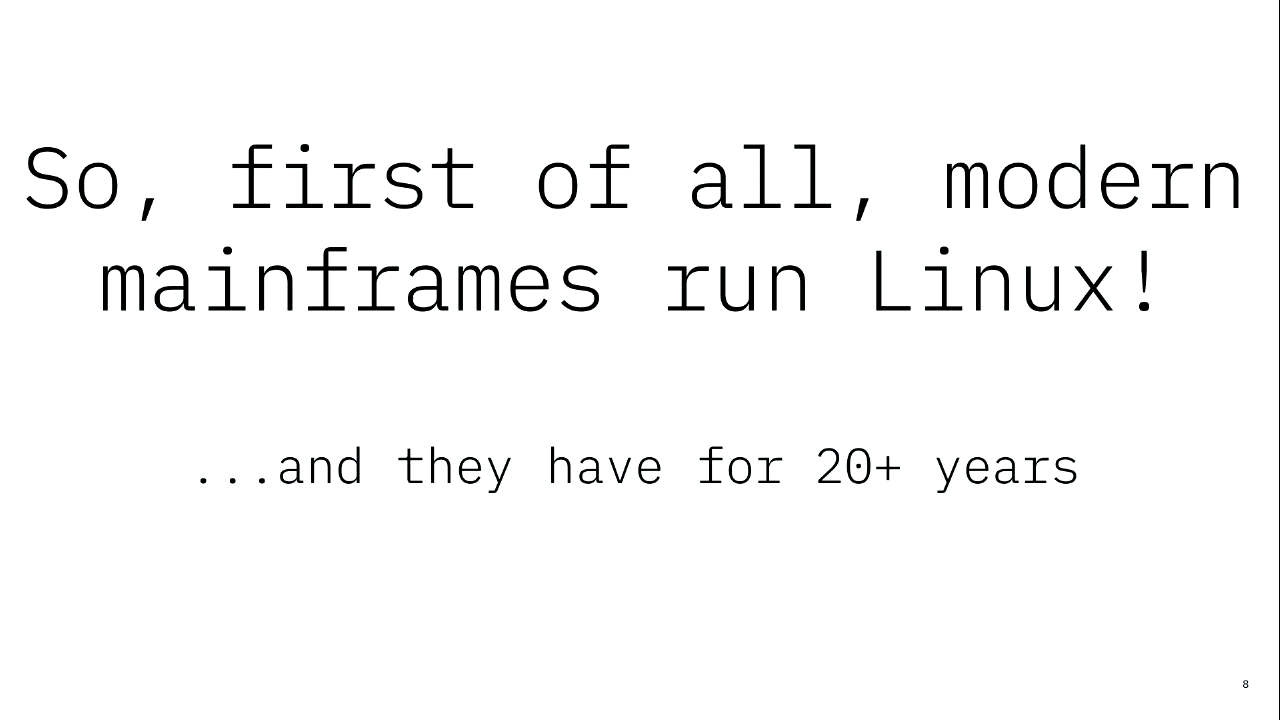 So, first of all, modern
mainframes run Linux!
...and they have for 20+ years
8